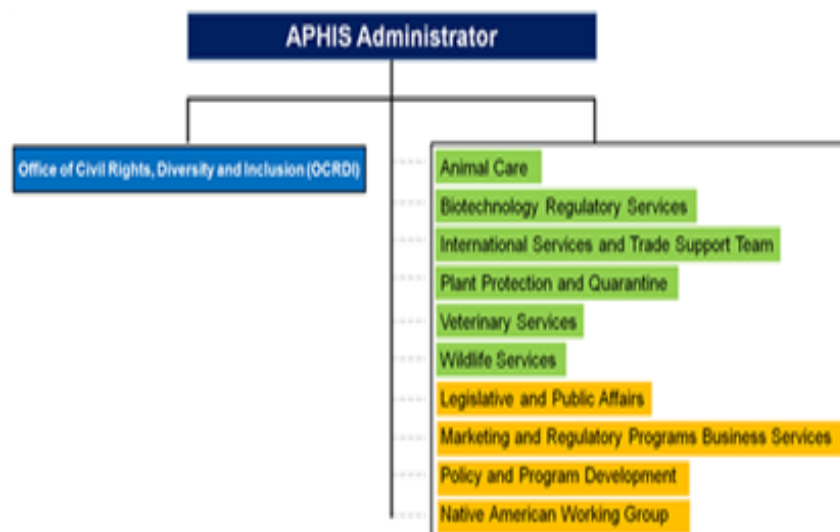 APHIS Administrator
Office of Civil Rights, Diversity and Inclusion (OCRDI)
Animal Care
Biotechnology Regulatory Services
International Services and Trade Support Team
Plant Protection and Quarantine
Veterinary Services
Wildlife Services
Legislative and Public Affairs
Marketing and Regulatory Programs Business Services
Policy and Program Development
Native American Working Group